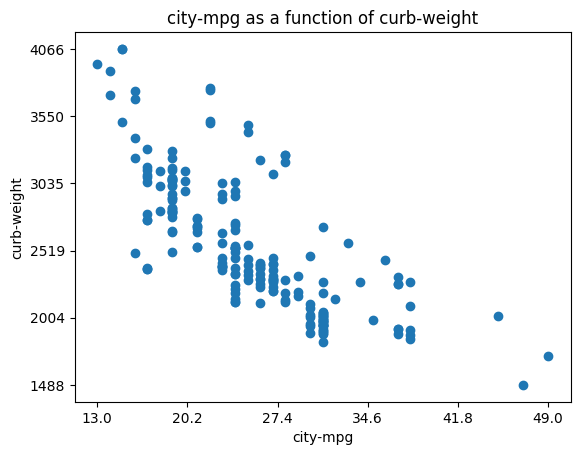 city-mpg as a function of curb-weight
4066
3550
3035
2519
2004
1488
curb-weight
13.0 20.2 27.4 34.6 41.8 49.0
city-mpg